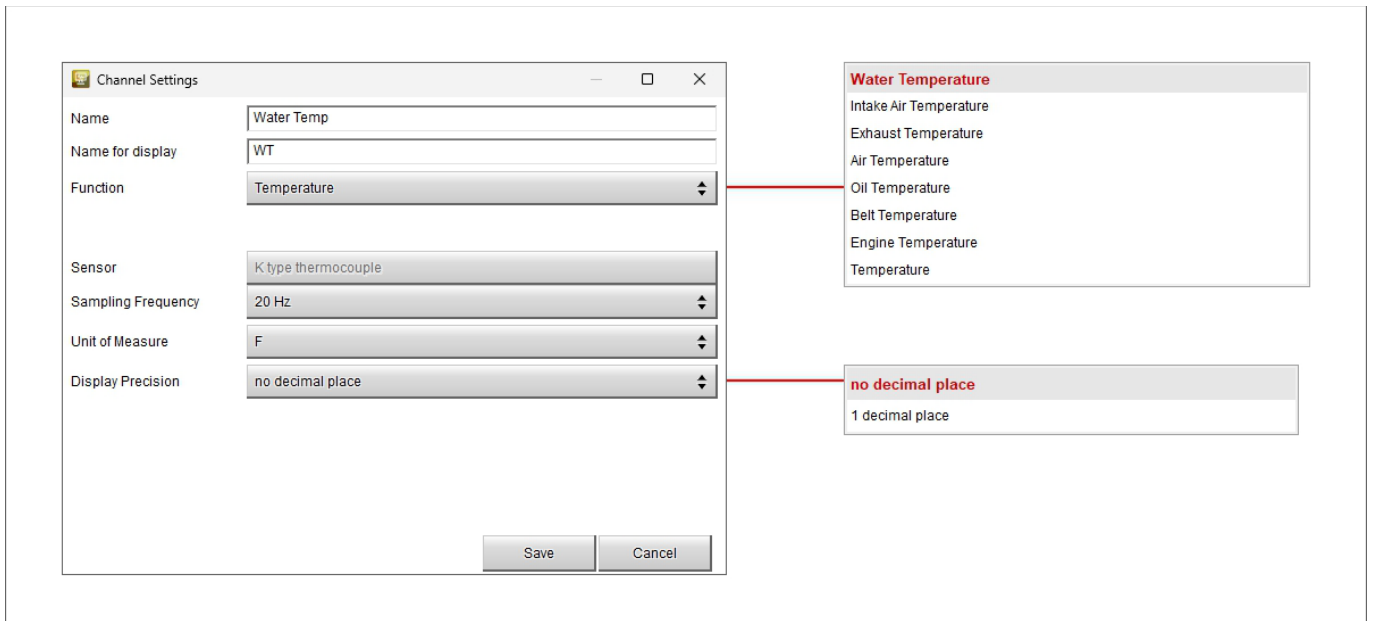 Channel Settings
Name
Water Temp
Name for display
WT
Function
Temperature
Sensor
K type thermocouple
Sampling Frequency
20 Hz
Unit of Measure
F
Display Precision
no decimal place
Save
Cancel
Water Temperature
Intake Air Temperature
Exhaust Temperature
Air Temperature
Oil Temperature
Belt Temperature
Engine Temperature
Temperature
no decimal place
1 decimal place